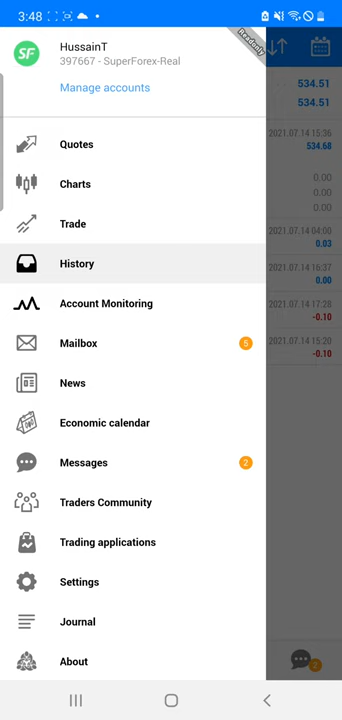 3:48
SF
HussainT
397667 - SuperForex-Real
Readonly
Manage accounts
534.51
534.51
2021.07.14 15:36
534.68
0.00
0.00
0.00
2021.07.14 04:00
0.03
2021.07.14 16:37
0.00
2021.07.14 17:28
-0.10
2021.07.14 15:20
-0.10
Quotes
Charts
Trade
History
Account Monitoring
Mailbox
5
News
Economic calendar
Messages
2
Traders Community
Trading applications
Settings
Journal
About
2